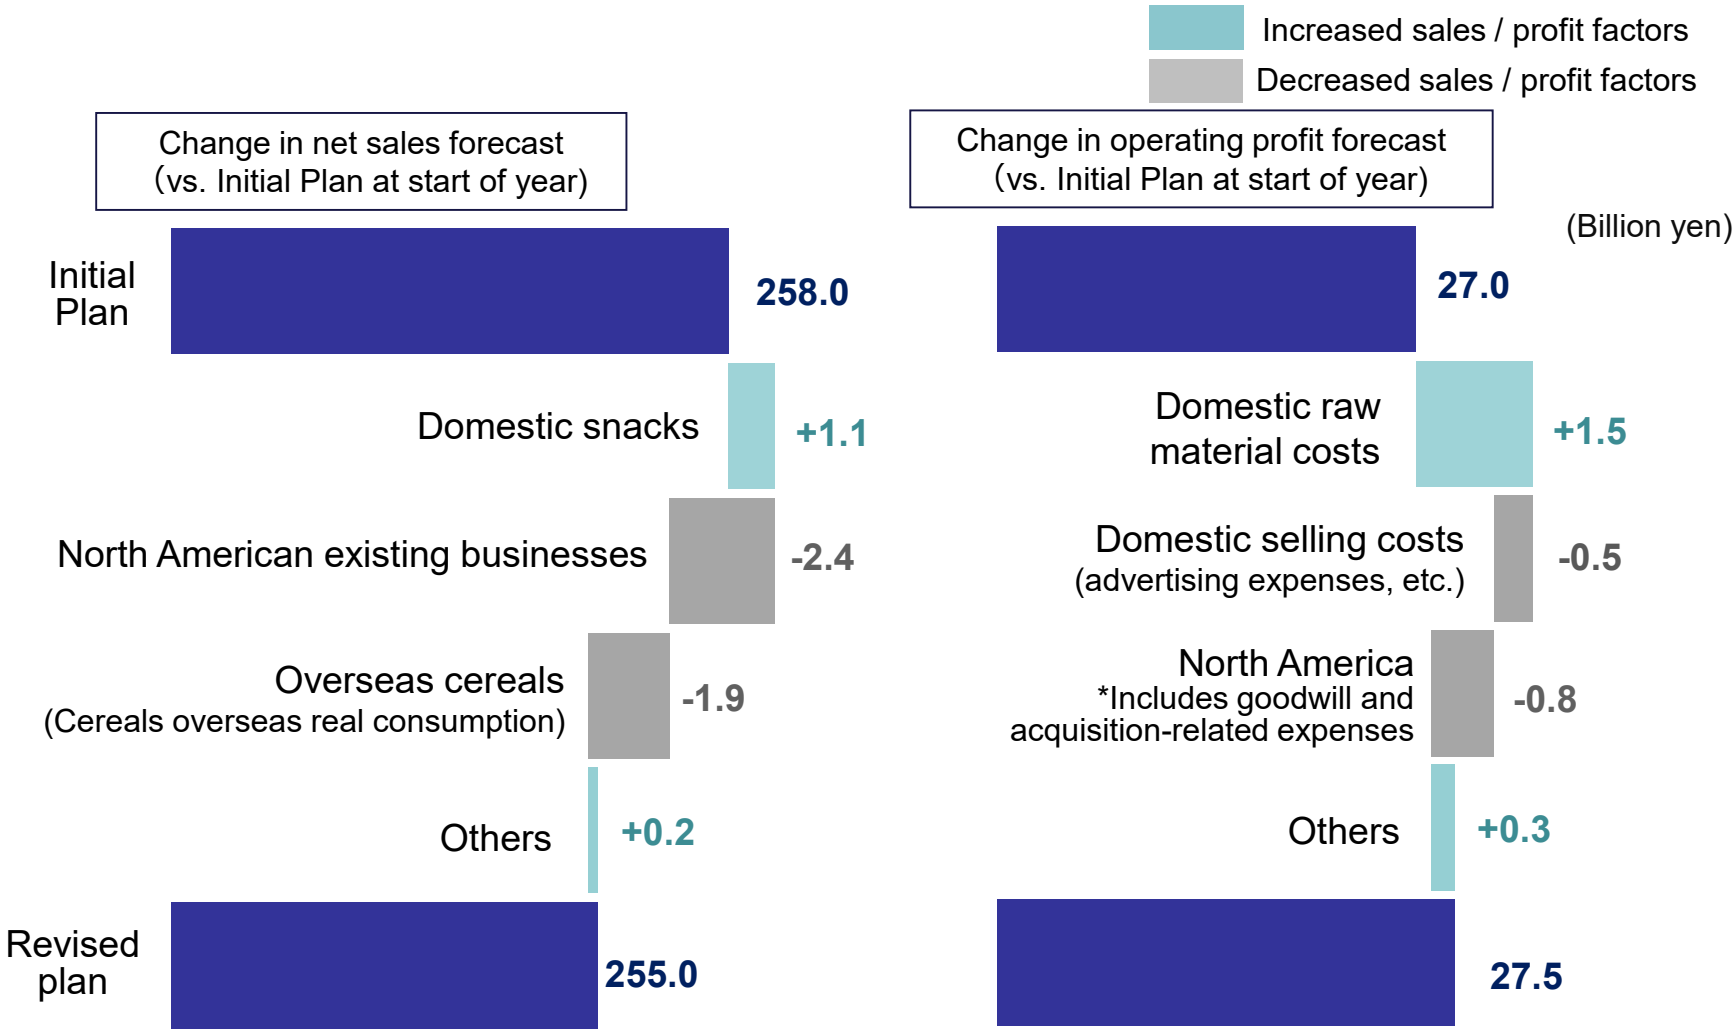 Increased sales / profit factors
Decreased sales / profit factors
Change in net sales forecast
（vs. Initial Plan at start of year)
Change in operating profit forecast
（vs. Initial Plan at start of year)
(Billion yen)
Initial
Plan
258.0
Domestic snacks
+1.1
North American existing businesses
-2.4
Overseas cereals
(Cereals overseas real consumption)
-1.9
Others
+0.2
Revised
plan
255.0
27.0
Domestic raw
material costs
+1.5
Domestic selling costs
(advertising expenses, etc.)
-0.5
North America
*Includes goodwill and
acquisition-related expenses
-0.8
Others
+0.3
27.5